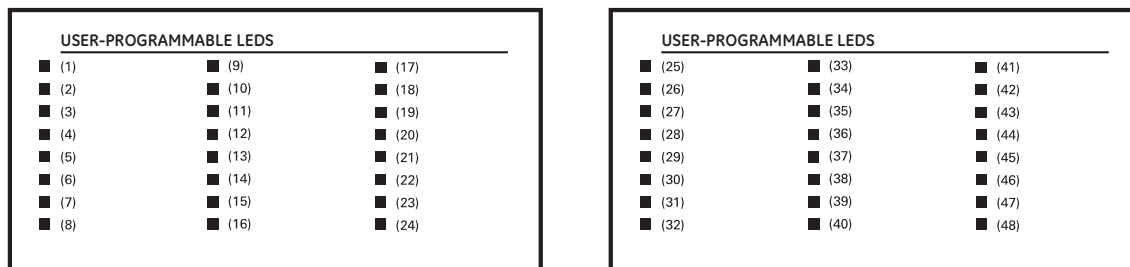 USER-PROGRAMMABLE LEDS
(1) (9) (17)
(2) (10) (18)
(3) (11) (19)
(4) (12) (20)
(5) (13) (21)
(6) (14) (22)
(7) (15) (23)
(8) (16) (24)
USER-PROGRAMMABLE LEDS
(25) (33) (41)
(26) (34) (42)
(27) (35) (43)
(28) (36) (44)
(29) (37) (45)
(30) (38) (46)
(31) (39) (47)
(32) (40) (48)